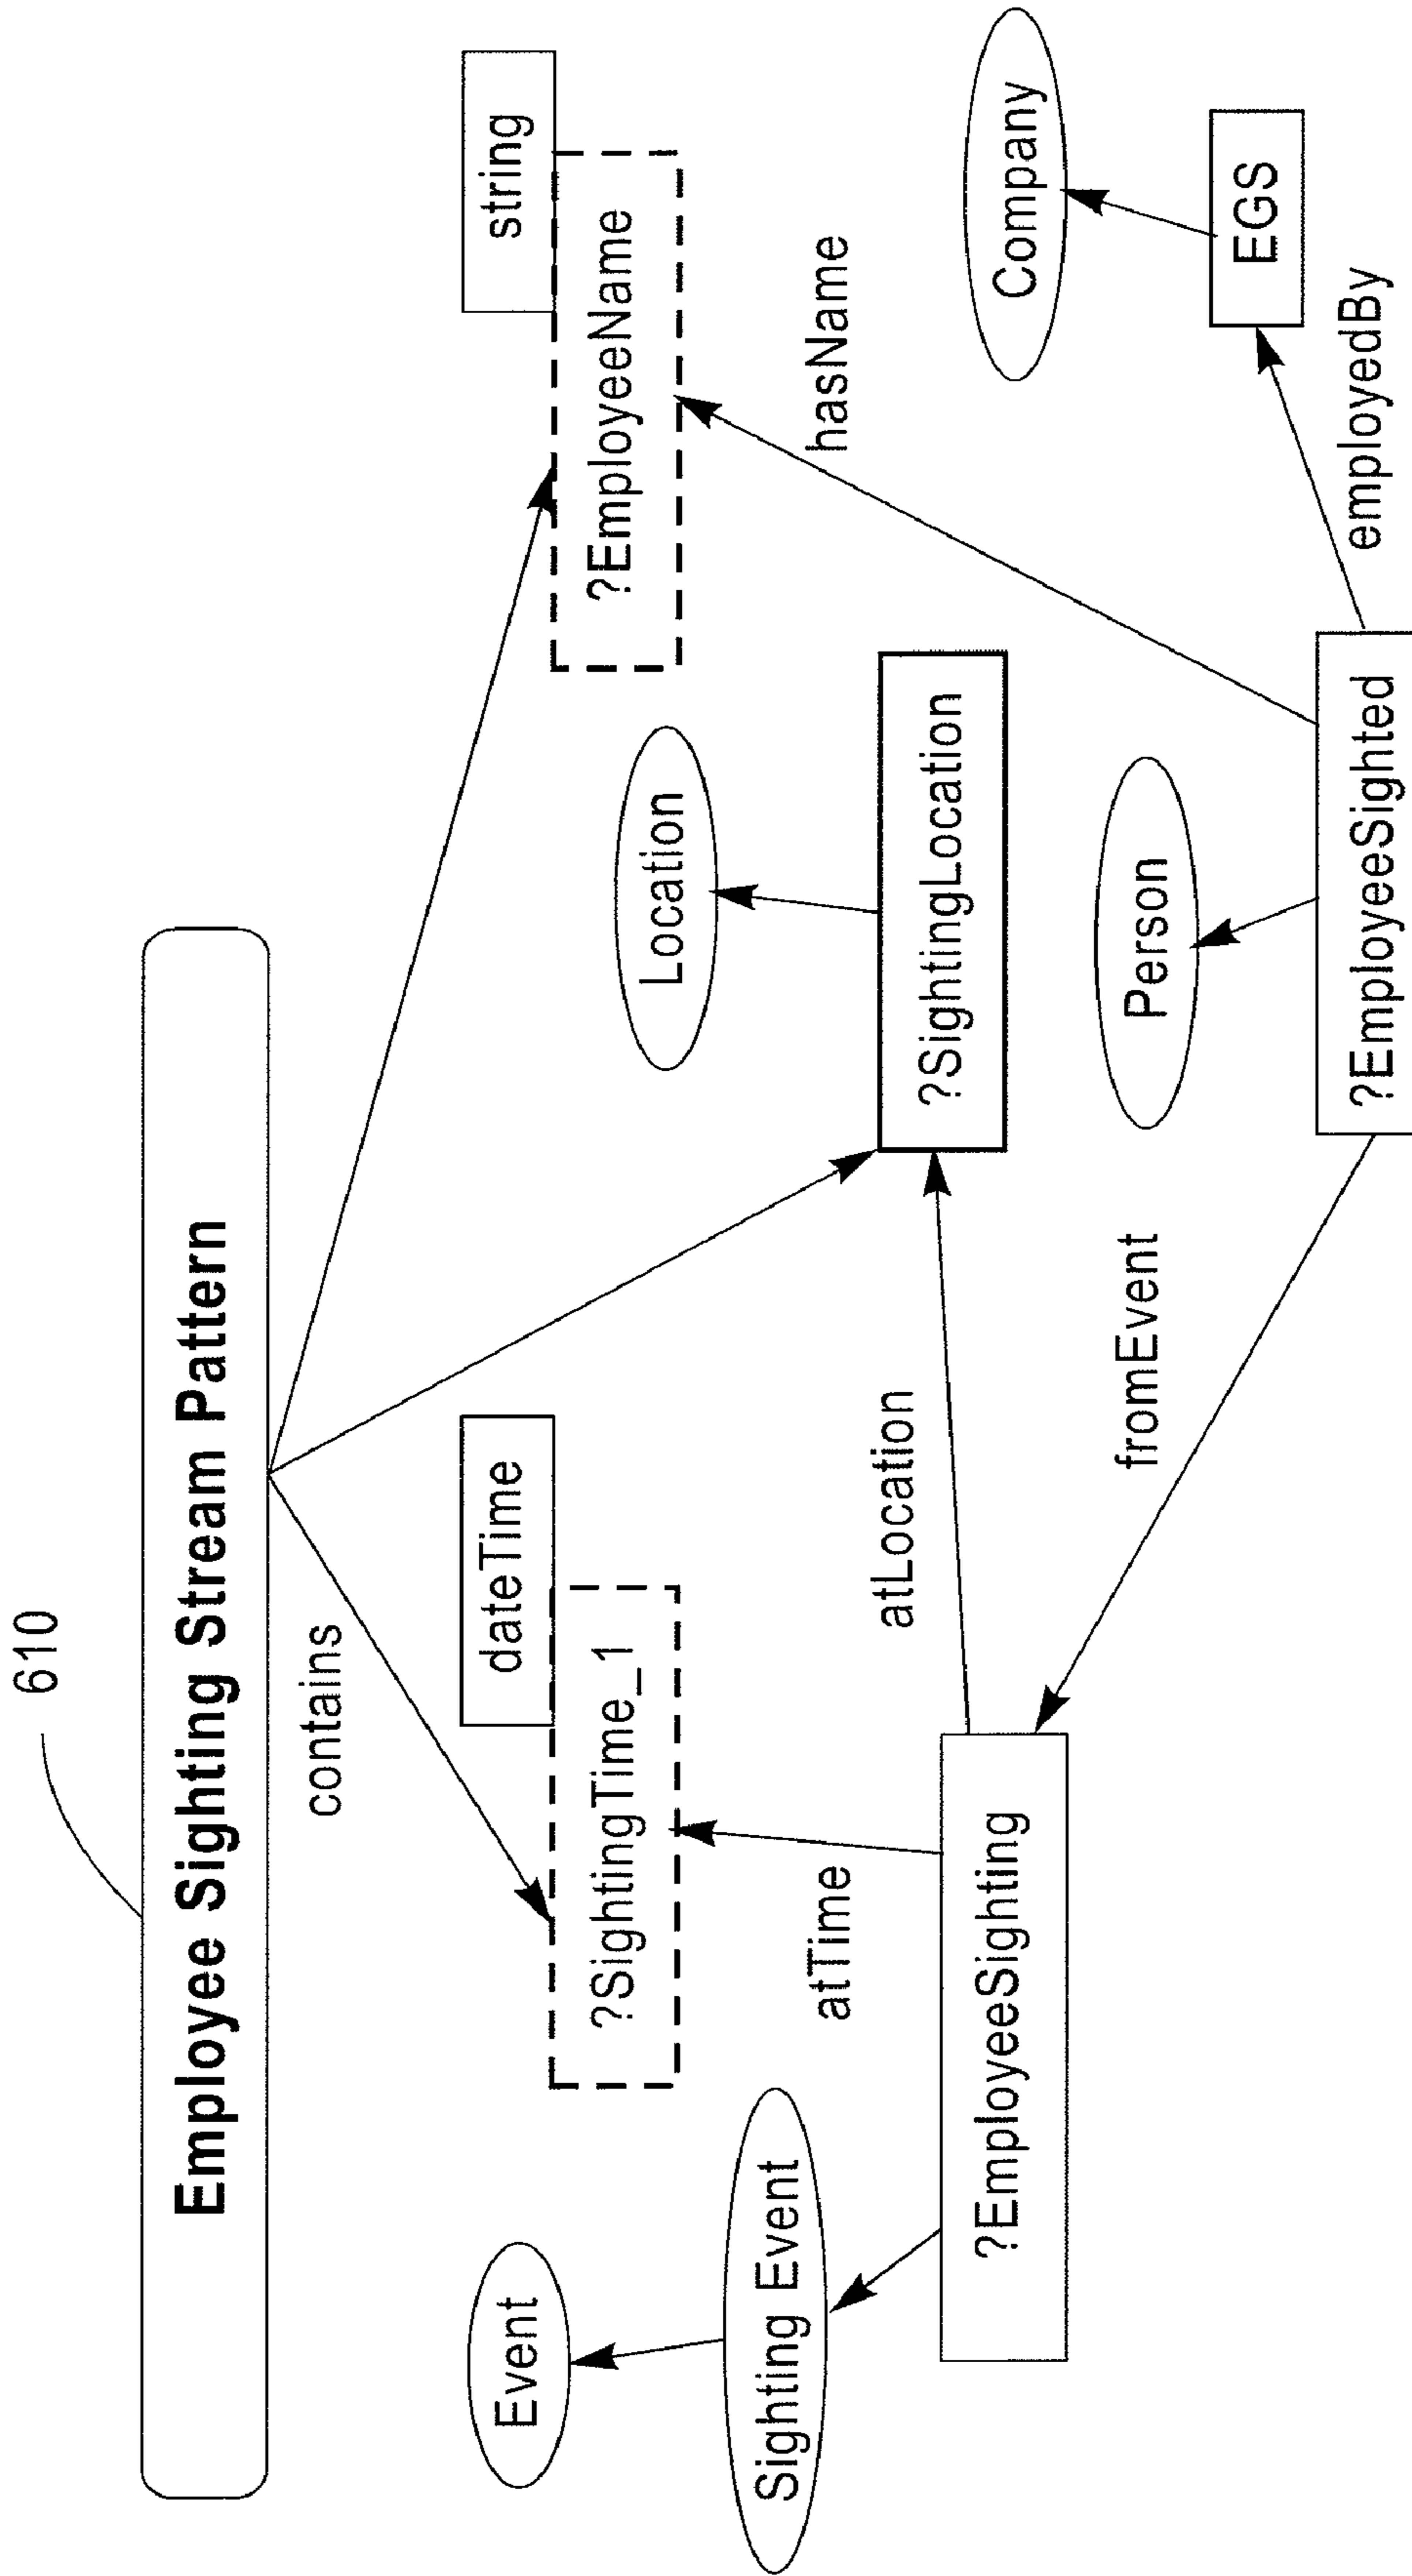 610
Employee Sighting Stream Pattern
contains
dateTime
string
?SightingTime_1
?EmployeeName
Event
Location
atTime
atLocation
hasName
Sighting Event
?SightingLocation
?EmployeeSighting
Company
fromEvent
Person
EGS
employedBy
?EmployeeSighted